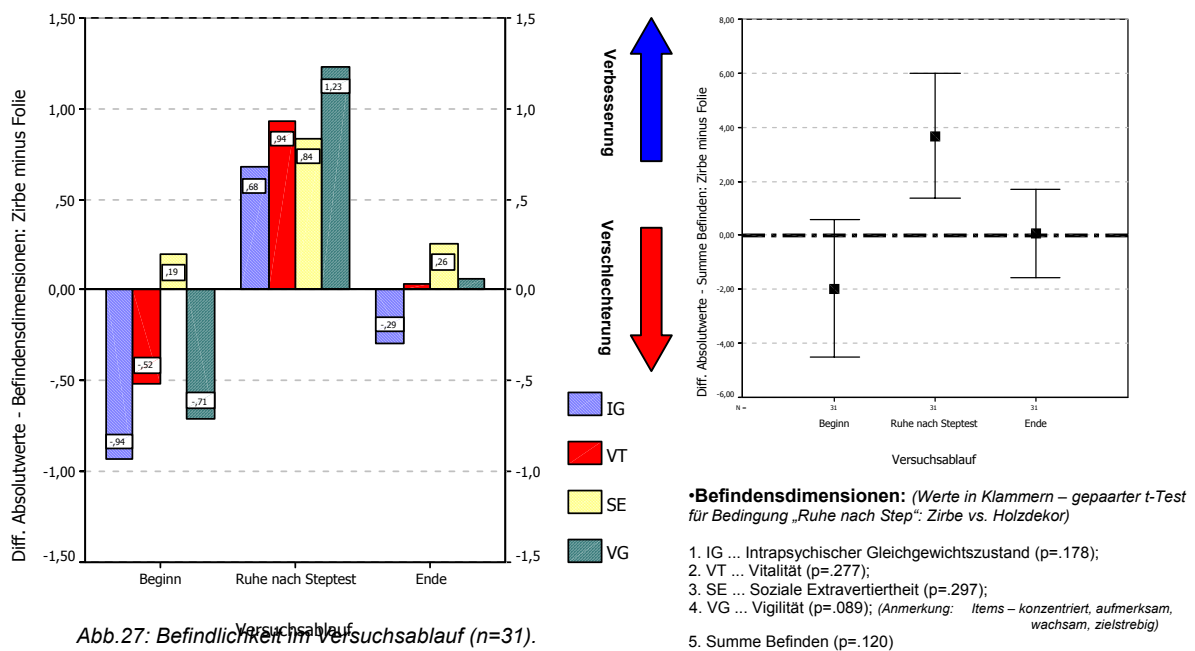 Diff. Absolutwerte - Befindensdimensionen: Zirbe minus Folie
1,50
1,00
,50
0,00
-,50
-1,00
-1,50
1,5
1,0
,5
0,0
-,5
-1,0
-1,5
-,94
-,52
,19
-,71
,68
,94
,84
1,23
-,29
,26
Beginn
Ruhe nach Steptest
Ende
Versuchsablauf
Abb.27: Befindlichkeit im Versuchsablauf (n=31).
Verbesserung
Verschlechterung
IG
VT
SE
VG
Diff. Absolutwerte - Summe Befinden: Zirbe minus Folie
8,00
6,00
4,00
2,00
0,00
-2,00
-4,00
-6,00
N =
31
31
31
Beginn
Ruhe nach Steptest
Ende
Versuchsablauf
•Befindensdimensionen: (Werte in Klammern – gepaarter t-Test
für Bedingung „Ruhe nach Step“: Zirbe vs. Holzdekor)
1. IG ... Intrapsychischer Gleichgewichtszustand (p=.178);
2. VT ... Vitalität (p=.277);
3. SE ... Soziale Extravertiertheit (p=.297);
4. VG ... Vigilität (p=.089); (Anmerkung: Items – konzentriert, aufmerksam,
wachsam, zielstrebig)
5. Summe Befinden (p=.120)